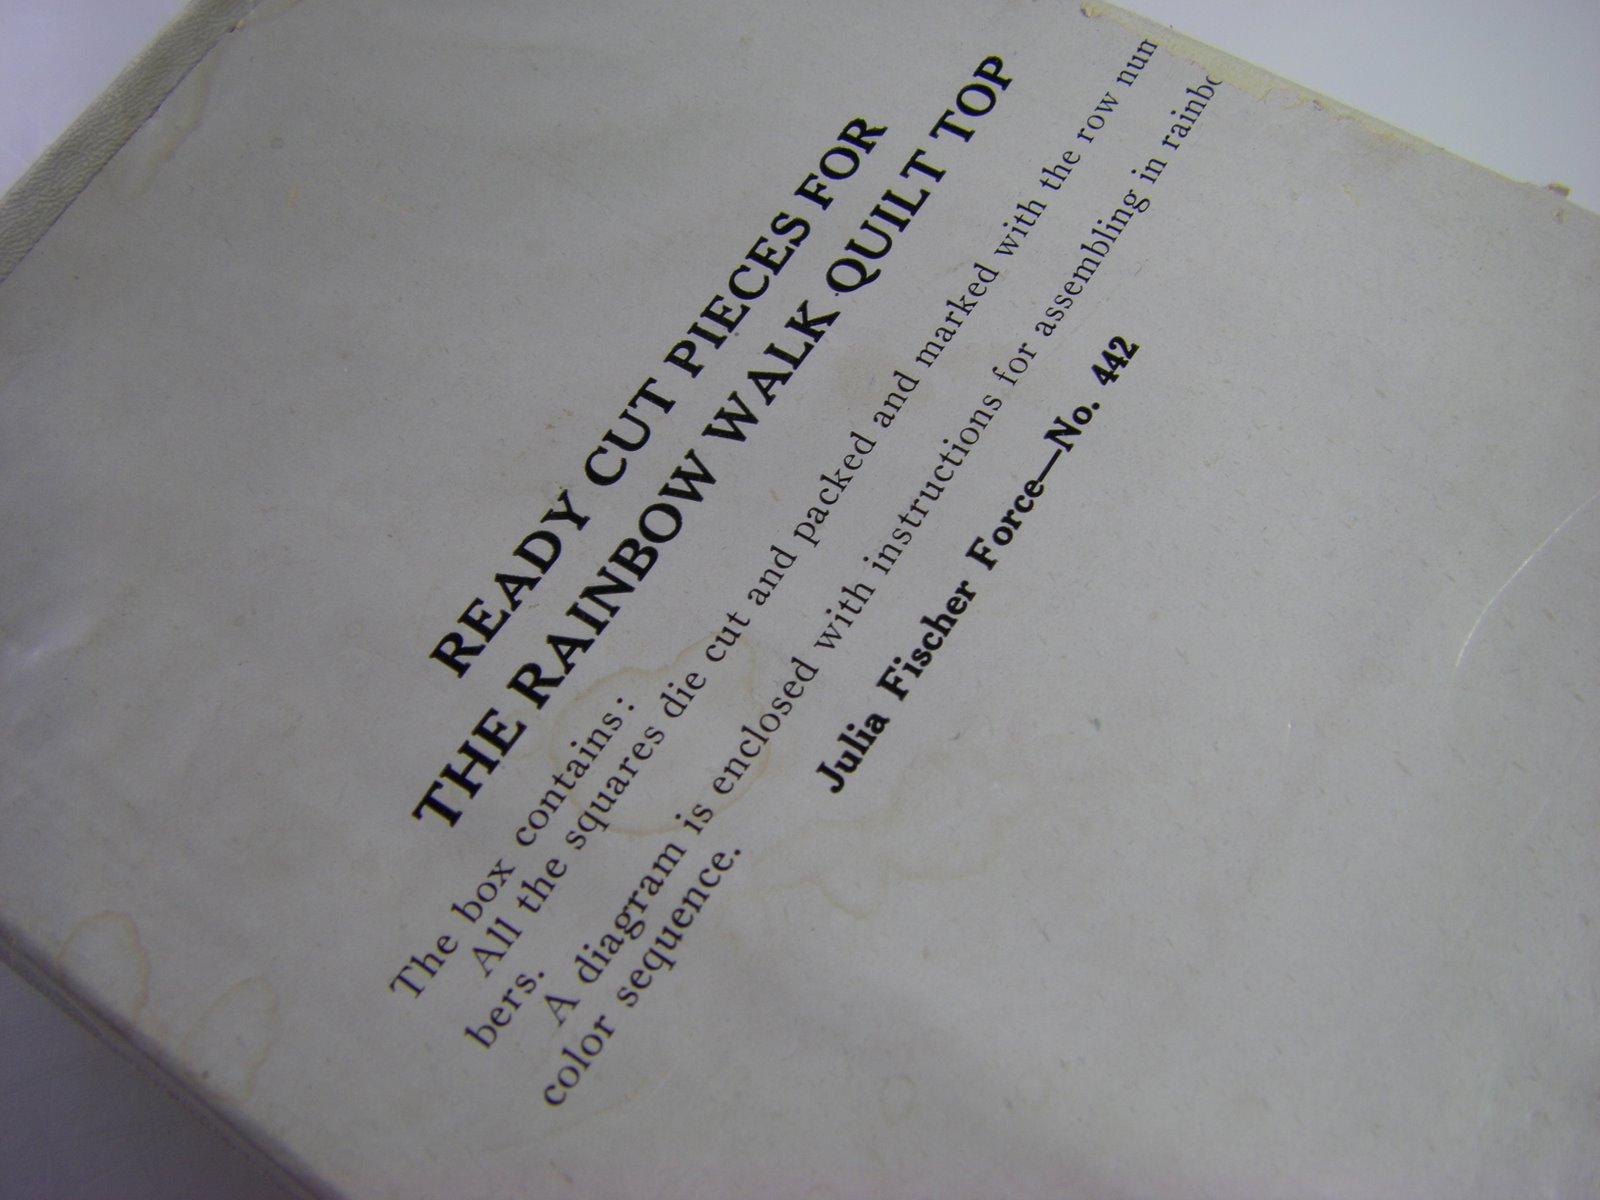 READY CUT PIECES FOR
THE RAINBOW WALK QUILT TOP
The box contains:
All the squares die cut and packed and marked with the row num
bers.
A diagram is enclosed with instructions for assembling in rainbo
color sequence.
Julia Fischer Force—No. 442